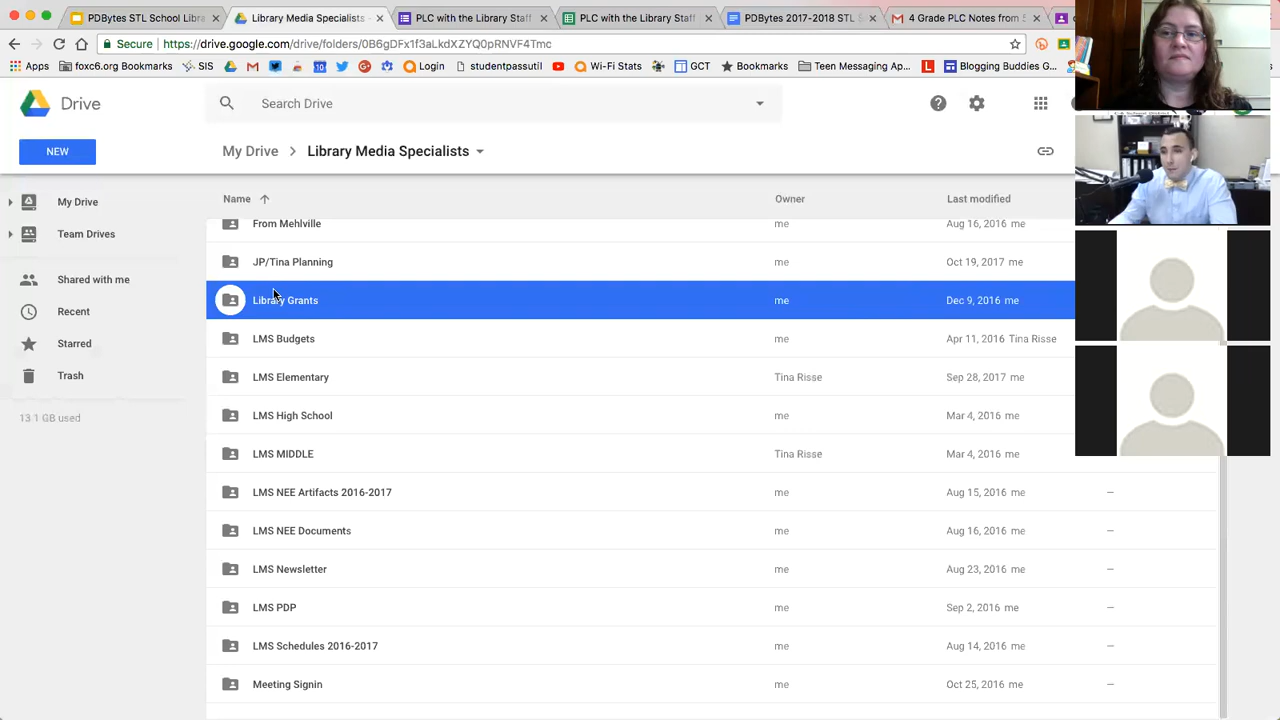 PDBytes STL School Libra
Library Media Specialists -
PLC with the Library Staff
PLC with the Library Staff
PDBytes 2017-2018 STL S
4 Grade PLC Notes from S
Secure
https://drive.google.com/drive/folders/0B6gDFx1f3aLkdXZYQ0pRNVF4Tmc
Apps
foxc6.org Bookmarks
SIS
Login
studentpassutil
Wi-Fi Stats
GCT
Bookmarks
Teen Messaging Ap...
Blogging Buddies G
Drive
Search Drive
NEW
My Drive
Library Media Specialists
My Drive
Team Drives
Shared with me
Recent
Starred
Trash
13.1 GB used
Name Owner Last modified
From Mehlville me Aug 16, 2016 me
JP/Tina Planning me Oct 19, 2017 me
Library Grants me Dec 9, 2016 me
LMS Budgets me Apr 11, 2016 Tina Risse
LMS Elementary Tina Risse Sep 28, 2017 me
LMS High School me Mar 4, 2016 me
LMS MIDDLE Tina Risse Mar 4, 2016 me
LMS NEE Artifacts 2016-2017 me Aug 15, 2016 me —
LMS NEE Documents me Aug 16, 2016 me —
LMS Newsletter me Aug 23, 2016 me —
LMS PDP me Sep 2, 2016 me —
LMS Schedules 2016-2017 me Aug 14, 2016 me —
Meeting Signin me Oct 25, 2016 me —